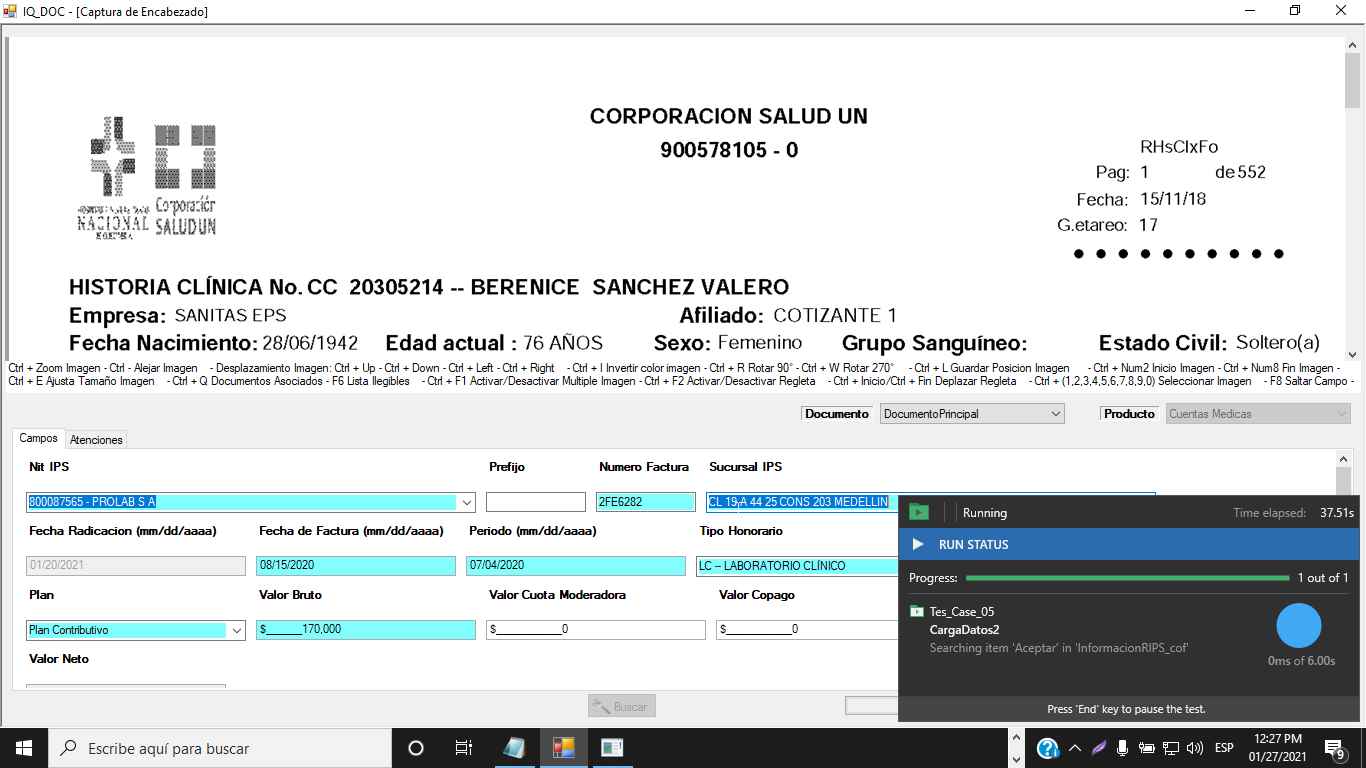 IQ_DOC - [Captura de Encabezado]
CORPORACION SALUD UN
900578105 - 0
RHsClxFo
Pag: 1 de 552
Fecha: 15/11/18
G.etareo: 17
NACIONAL
Corporación
SALUD UN
HISTORIA CLÍNICA No. CC 20305214 -- BERENICE SANCHEZ VALERO
Empresa: SANITAS EPS Afiliado: COTIZANTE 1
Fecha Nacimiento: 28/06/1942 Edad actual : 76 AÑOS Sexo: Femenino Grupo Sanguíneo: Estado Civil: Soltero(a)
Ctrl + Zoom Imagen - Ctrl - Alejar Imagen - Desplazamiento Imagen: Ctrl + Up - Ctrl + Down - Ctrl + Left - Ctrl + Right - Ctrl + I Invertir color imagen - Ctrl + R Rotar 90° - Ctrl + W Rotar 270° - Ctrl + L Guardar Posicion Imagen - Ctrl + Num2 Inicio Imagen - Ctrl + Num8 Fin Imagen -
Ctrl + E Ajusta Tamaño Imagen - Ctrl + Q Documentos Asociados - F6 Lista Ilegibles - Ctrl + F1 Activar/Desactivar Multiple Imagen - Ctrl + F2 Activar/Desactivar Regleta - Ctrl + Inicio/Ctrl + Fin Deplazar Regleta - Ctrl + (1,2,3,4,5,6,7,8,9,0) Seleccionar Imagen - F8 Saltar Campo -
Documento DocumentoPrincipal Producto Cuentas Medicas
Campos Atenciones
Nit IPS Prefijo Numero Factura Sucursal IPS
800087565 - PROLAB S A 2FE6282 CL 19 A 44 25 CONS 203 MEDELLIN
Fecha Radicacion (mm/dd/aaaa) Fecha de Factura (mm/dd/aaaa) Periodo (mm/dd/aaaa) Tipo Honorario
01/20/2021 08/15/2020 07/04/2020 LC – LABORATORIO CLÍNICO
Plan Valor Bruto Valor Cuota Moderadora Valor Copago
Plan Contributivo $______170,000 $___________0 $___________0
Valor Neto
Buscar
Running Time elapsed: 37.51s
RUN STATUS
Progress: 1 out of 1
Tes_Case_05
CargaDatos2
Searching item 'Aceptar' in 'InformacionRIPS_cof'
0ms of 6.00s
Press 'End' key to pause the test.
Escribe aquí para buscar
ESP
12:27 PM
01/27/2021
9